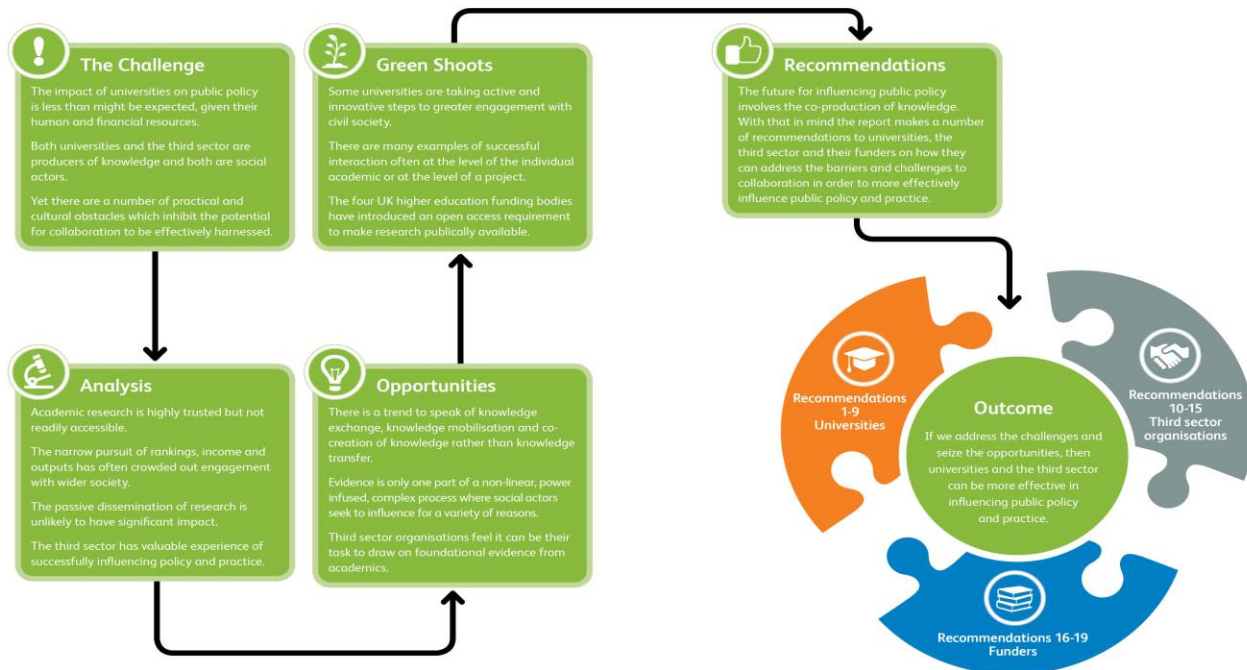 The Challenge
The impact of universities on public policy
is less than might be expected, given their
human and financial resources.
Both universities and the third sector are
producers of knowledge and both are social
actors.
Yet there are a number of practical and
cultural obstacles which inhibit the potential
for collaboration to be effectively harnessed.
Analysis
Academic research is highly trusted but not
readily accessible.
The narrow pursuit of rankings, income and
outputs has often crowded out engagement
with wider society.
The passive dissemination of research is
unlikely to have significant impact.
The third sector has valuable experience of
successfully influencing policy and practice.
Opportunities
There is a trend to speak of knowledge
exchange, knowledge mobilisation and co-
creation of knowledge rather than knowledge
transfer.
Evidence is only one part of a non-linear, power
infused, complex process where social actors
seek to influence for a variety of reasons.
Third sector organisations feel it can be their
task to draw on foundational evidence from
academics.
Green Shoots
Some universities are taking active and
innovative steps to greater engagement with
civil society.
There are many examples of successful
interaction often at the level of the individual
academic or at the level of a project.
The four UK higher education funding bodies
have introduced an open access requirement
to make research publically available.
Recommendations
The future for influencing public policy
involves the co-production of knowledge.
With that in mind the report makes a number
of recommendations to universities, the
third sector and their funders on how they
can address the barriers and challenges to
collaboration in order to more effectively
influence public policy and practice.
Recommendations
1-9
Universities
Recommendations
10-15
Third sector
organisations
Outcome
If we address the challenges and
seize the opportunities, then
universities and the third sector
can be more effective in
influencing public policy
and practice.
Recommendations 16-19
Funders